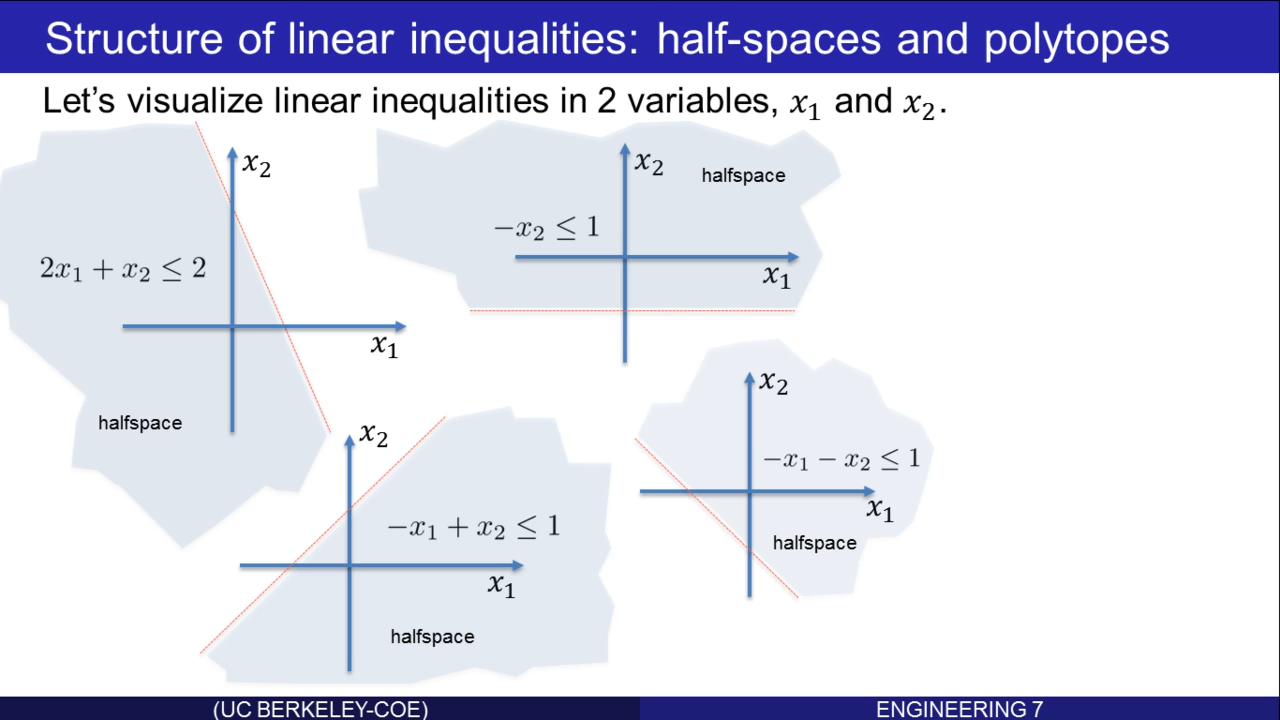 Structure of linear inequalities: half-spaces and polytopes
Let’s visualize linear inequalities in 2 variables, x₁ and x₂.
x₂
2x₁ + x₂ ≤ 2
x₁
halfspace
x₂
halfspace
−x₂ ≤ 1
x₁
x₂
−x₁ + x₂ ≤ 1
x₁
halfspace
x₂
−x₁ − x₂ ≤ 1
x₁
halfspace
(UC BERKELEY-COE)
ENGINEERING 7